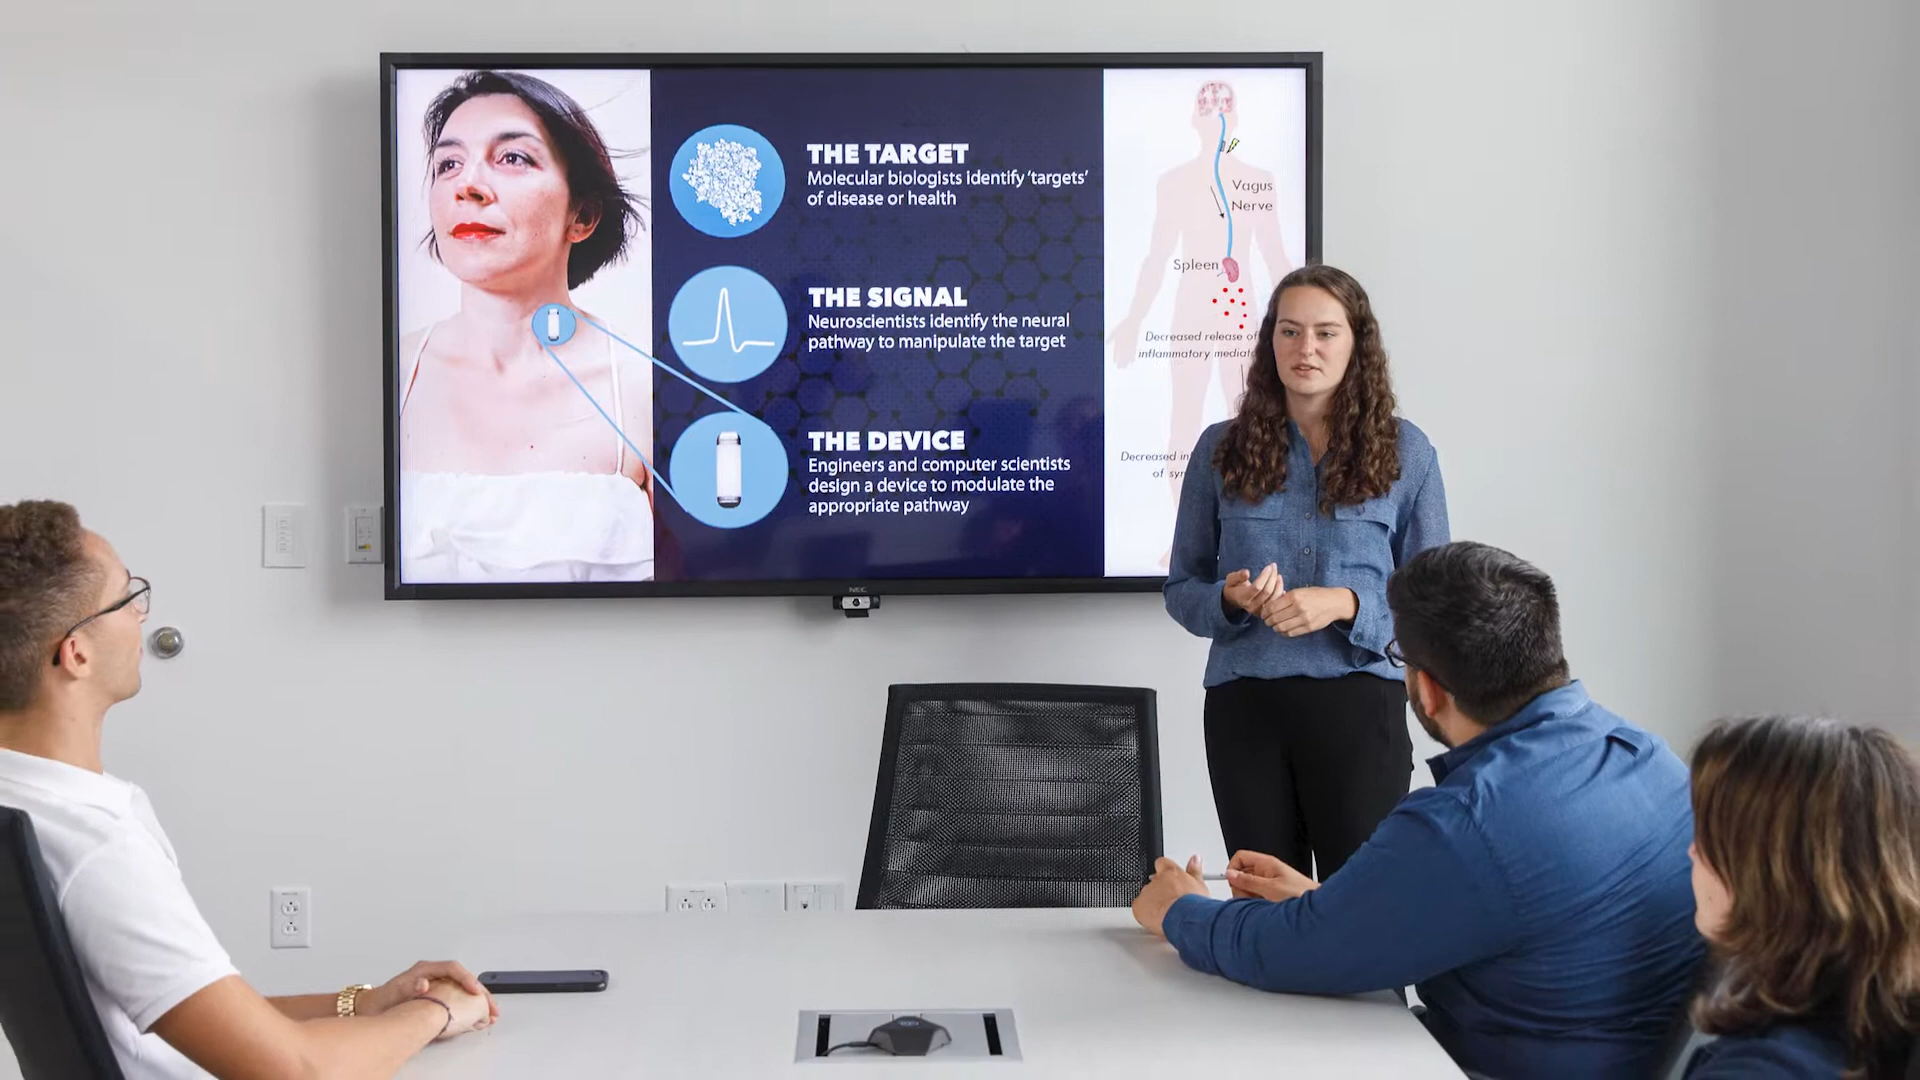 THE TARGET
Molecular biologists identify 'targets'
of disease or health
THE SIGNAL
Neuroscientists identify the neural
pathway to manipulate the target
THE DEVICE
Engineers and computer scientists
design a device to modulate the
appropriate pathway
Vagus
Nerve
Spleen
Decreased release of
inflammatory
Decreased
of
NEC